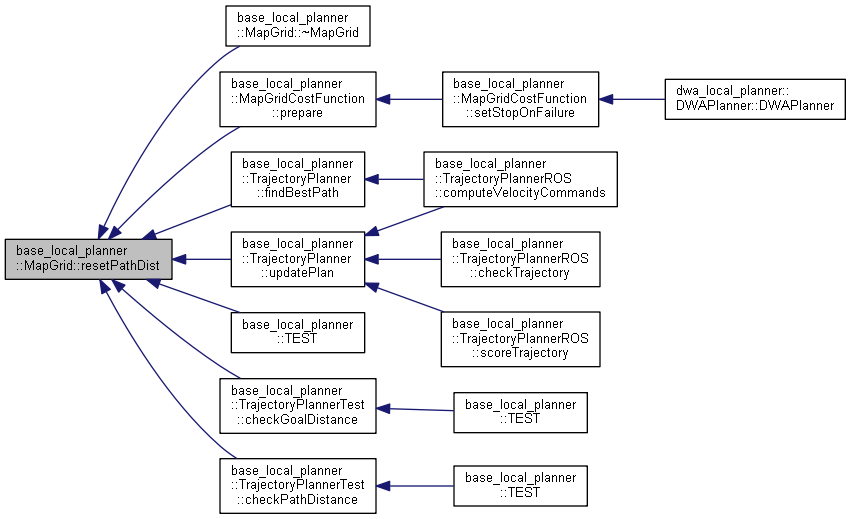 base_local_planner
::MapGrid::~MapGrid
base_local_planner
::MapGridCostFunction
::prepare
base_local_planner
::MapGridCostFunction
::setStopOnFailure
dwa_local_planner::
DWAPlanner::DWAPlanner
base_local_planner
::TrajectoryPlanner
::findBestPath
base_local_planner
::TrajectoryPlannerROS
::computeVelocityCommands
base_local_planner
::MapGrid::resetPathDist
base_local_planner
::TrajectoryPlanner
::updatePlan
base_local_planner
::TrajectoryPlannerROS
::checkTrajectory
base_local_planner
::TEST
base_local_planner
::TrajectoryPlannerROS
::scoreTrajectory
base_local_planner
::TrajectoryPlannerTest
::checkGoalDistance
base_local_planner
::TEST
base_local_planner
::TrajectoryPlannerTest
::checkPathDistance
base_local_planner
::TEST